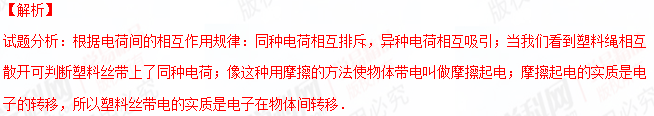 【解析】
试题分析：根据电荷间的相互作用规律：同种电荷相互排斥，异种电荷相互吸引；当我们看到塑料绳相互
散开可判断塑料丝带上了同种电荷；像这种用摩擦的方法使物体带电叫做摩擦起电；摩擦起电的实质是电
子的转移，所以塑料丝带电的实质是电子在物体间转移．